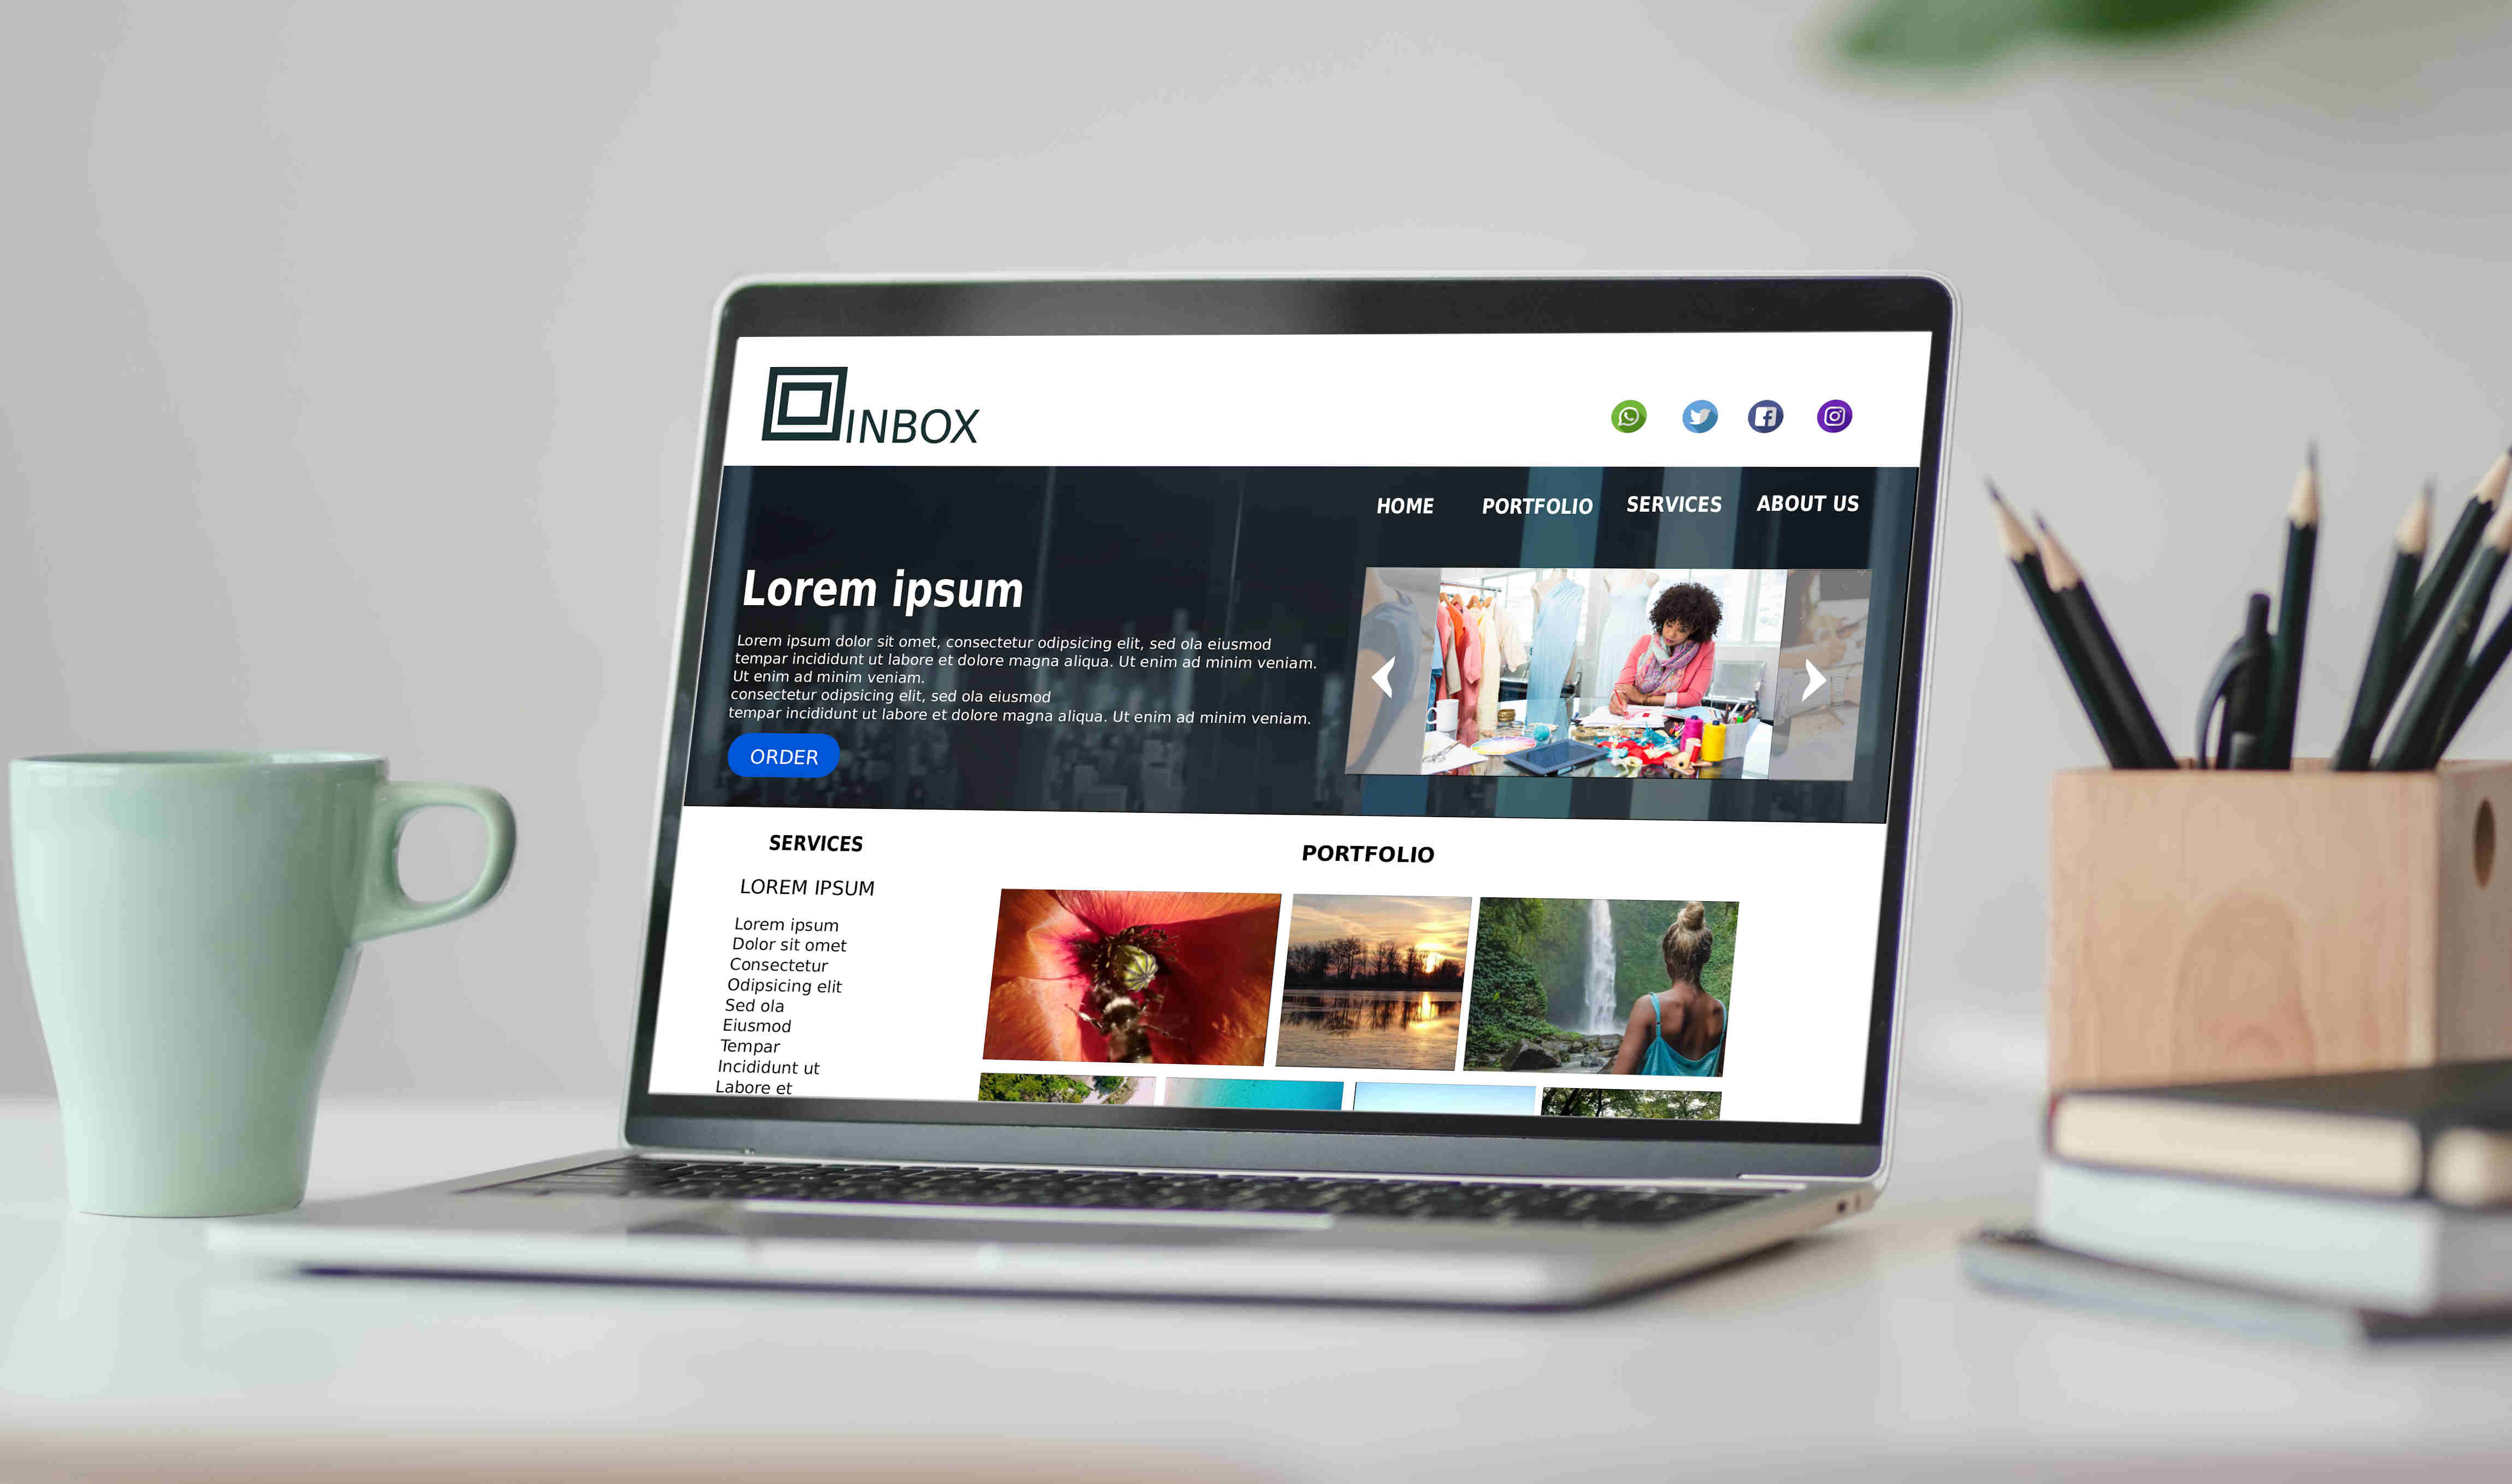 INBOX
HOME PORTFOLIO SERVICES ABOUT US
Lorem ipsum
Lorem ipsum dolor sit omet, consectetur odipsicing elit, sed ola eiusmod
tempar incididunt ut labore et dolore magna aliqua. Ut enim ad minim veniam.
Ut enim ad minim veniam.
consectetur odipsicing elit, sed ola eiusmod
tempar incididunt ut labore et dolore magna aliqua. Ut enim ad minim veniam.
ORDER
SERVICES
LOREM IPSUM
Lorem ipsum
Dolor sit omet
Consectetur
Odipsicing elit
Sed ola
Eiusmod
Tempar
Incididunt ut
Labore et
PORTFOLIO